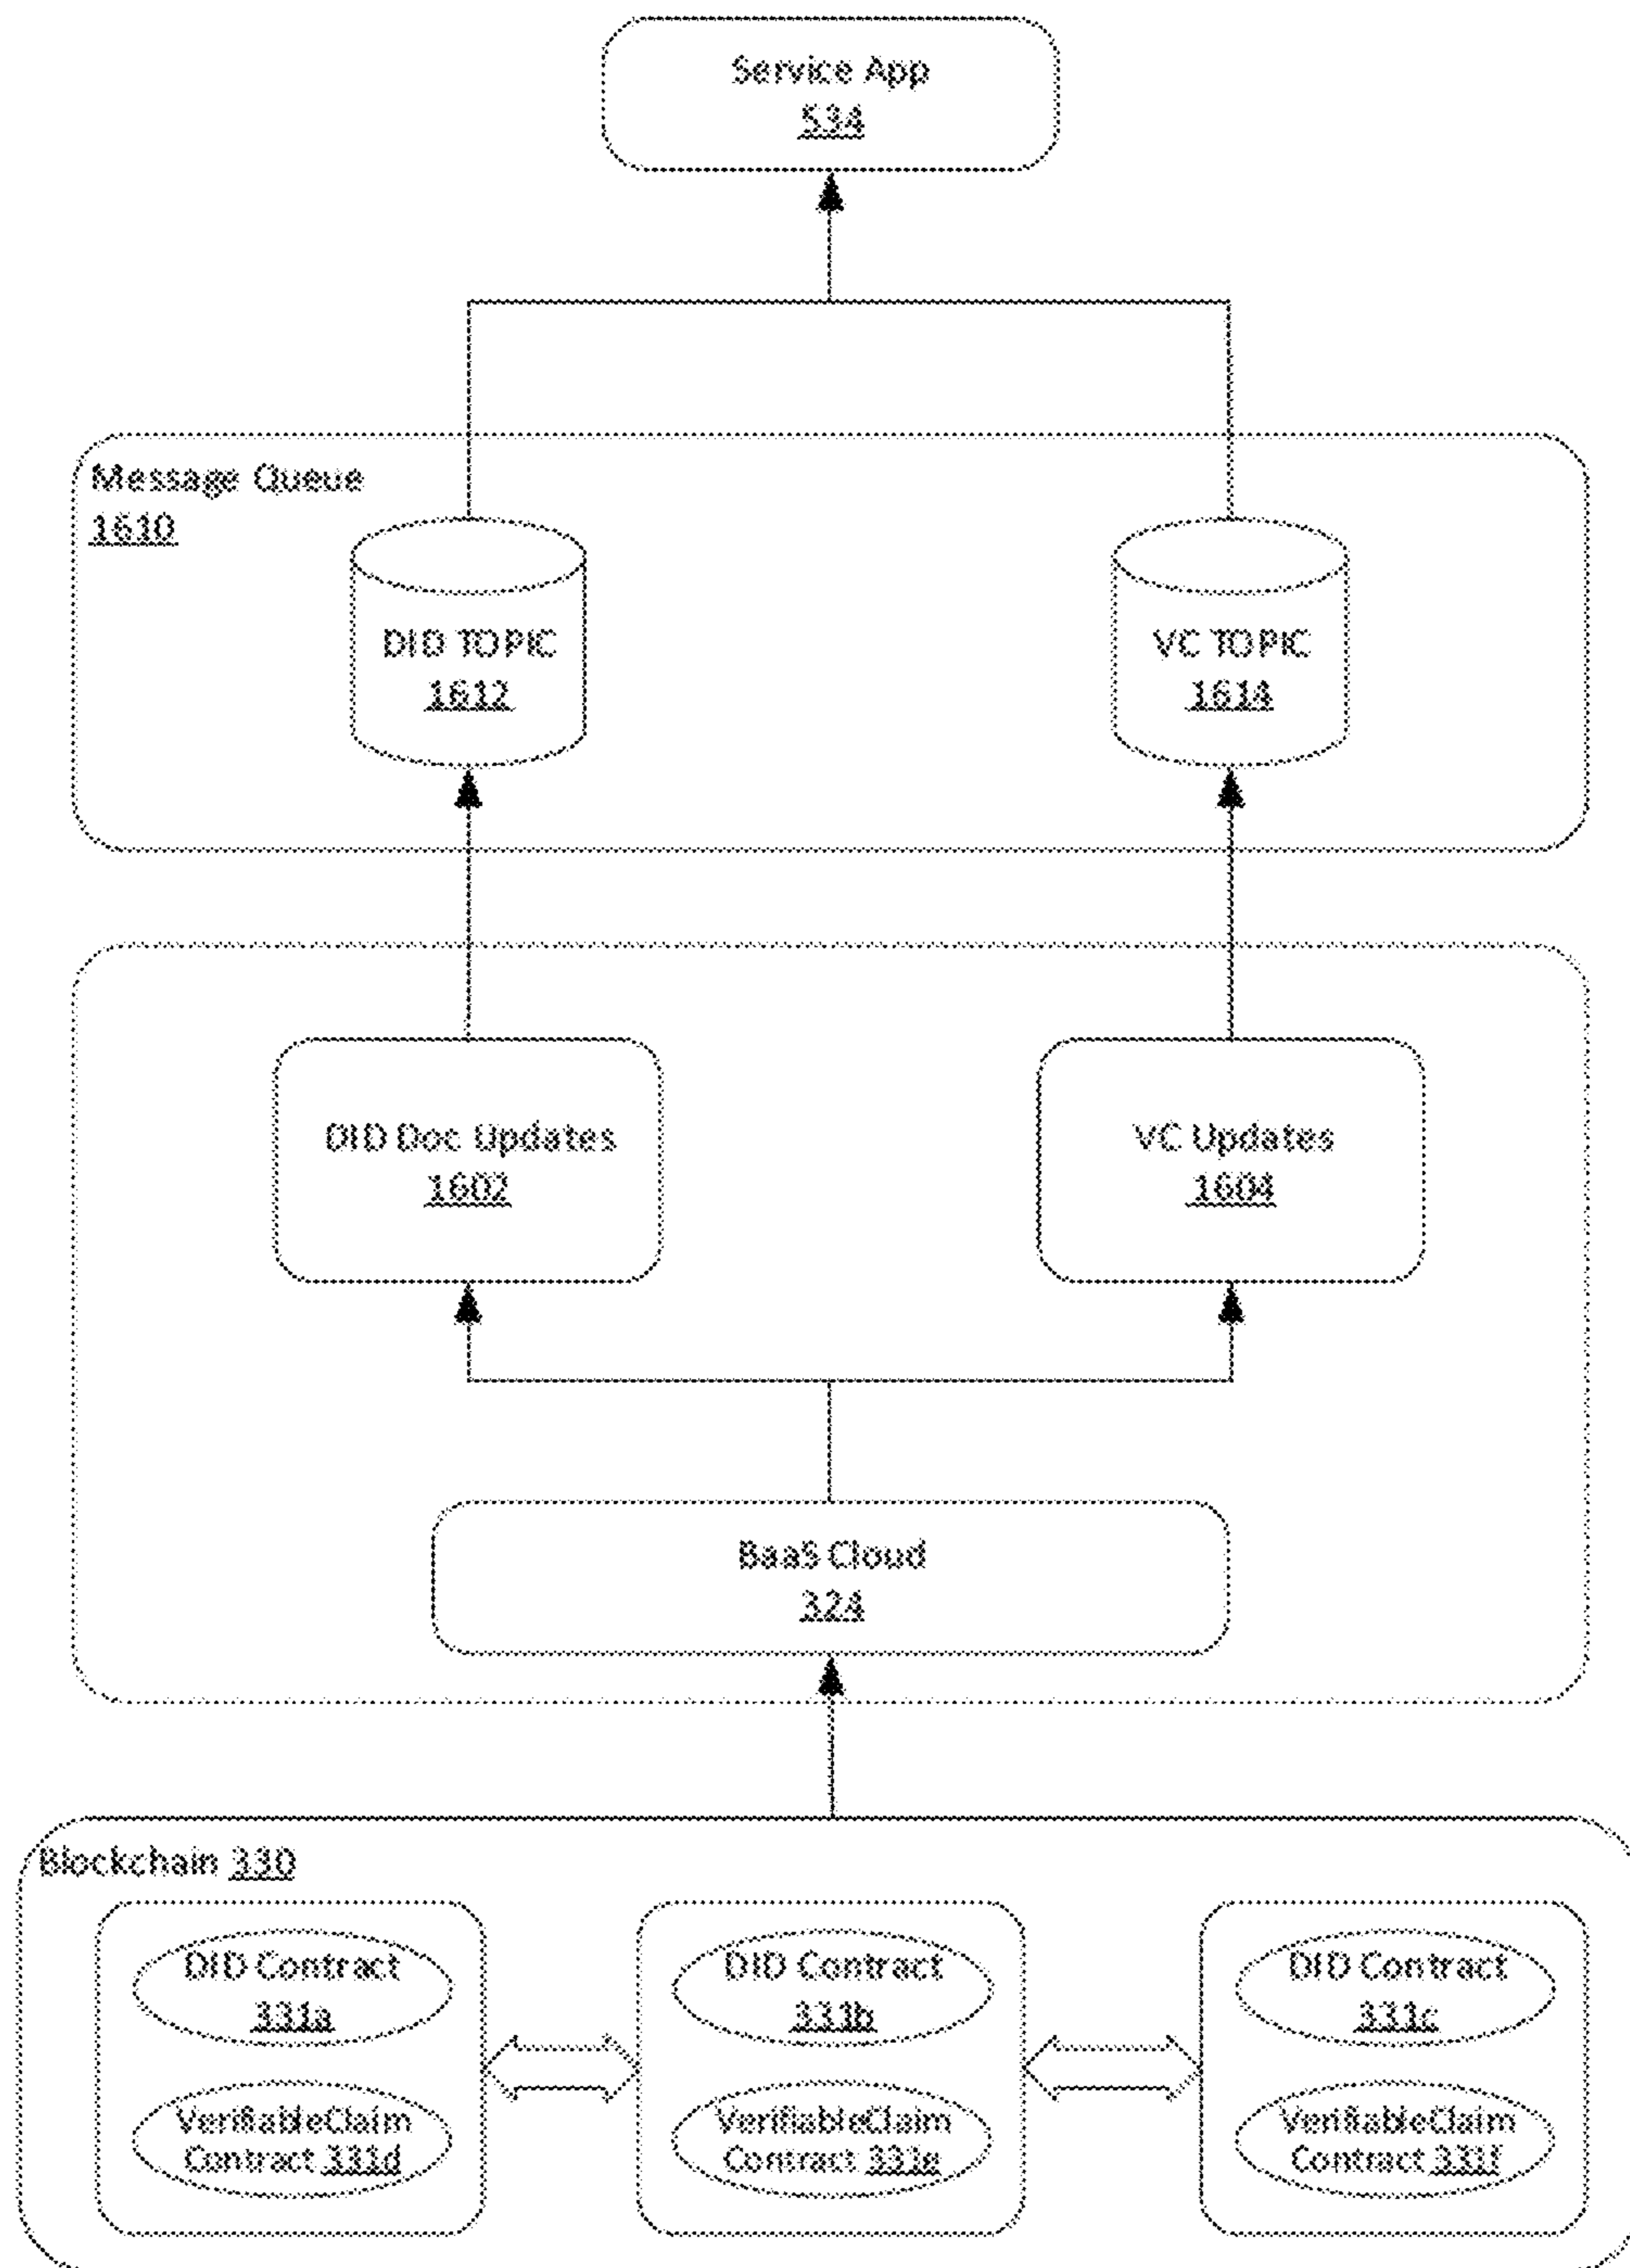 Service App
534
Message Queue
1610
DID TOPIC
1612
VC TOPIC
1614
DID Doc Updates
1602
VC Updates
1604
BaaS Cloud
324
Blockchain 330
DID Contract
331a
DID Contract
331b
DID Contract
331c
VerifiableClaim
Contract 331d
VerifiableClaim
Contract 331e
VerifiableClaim
Contract 331f